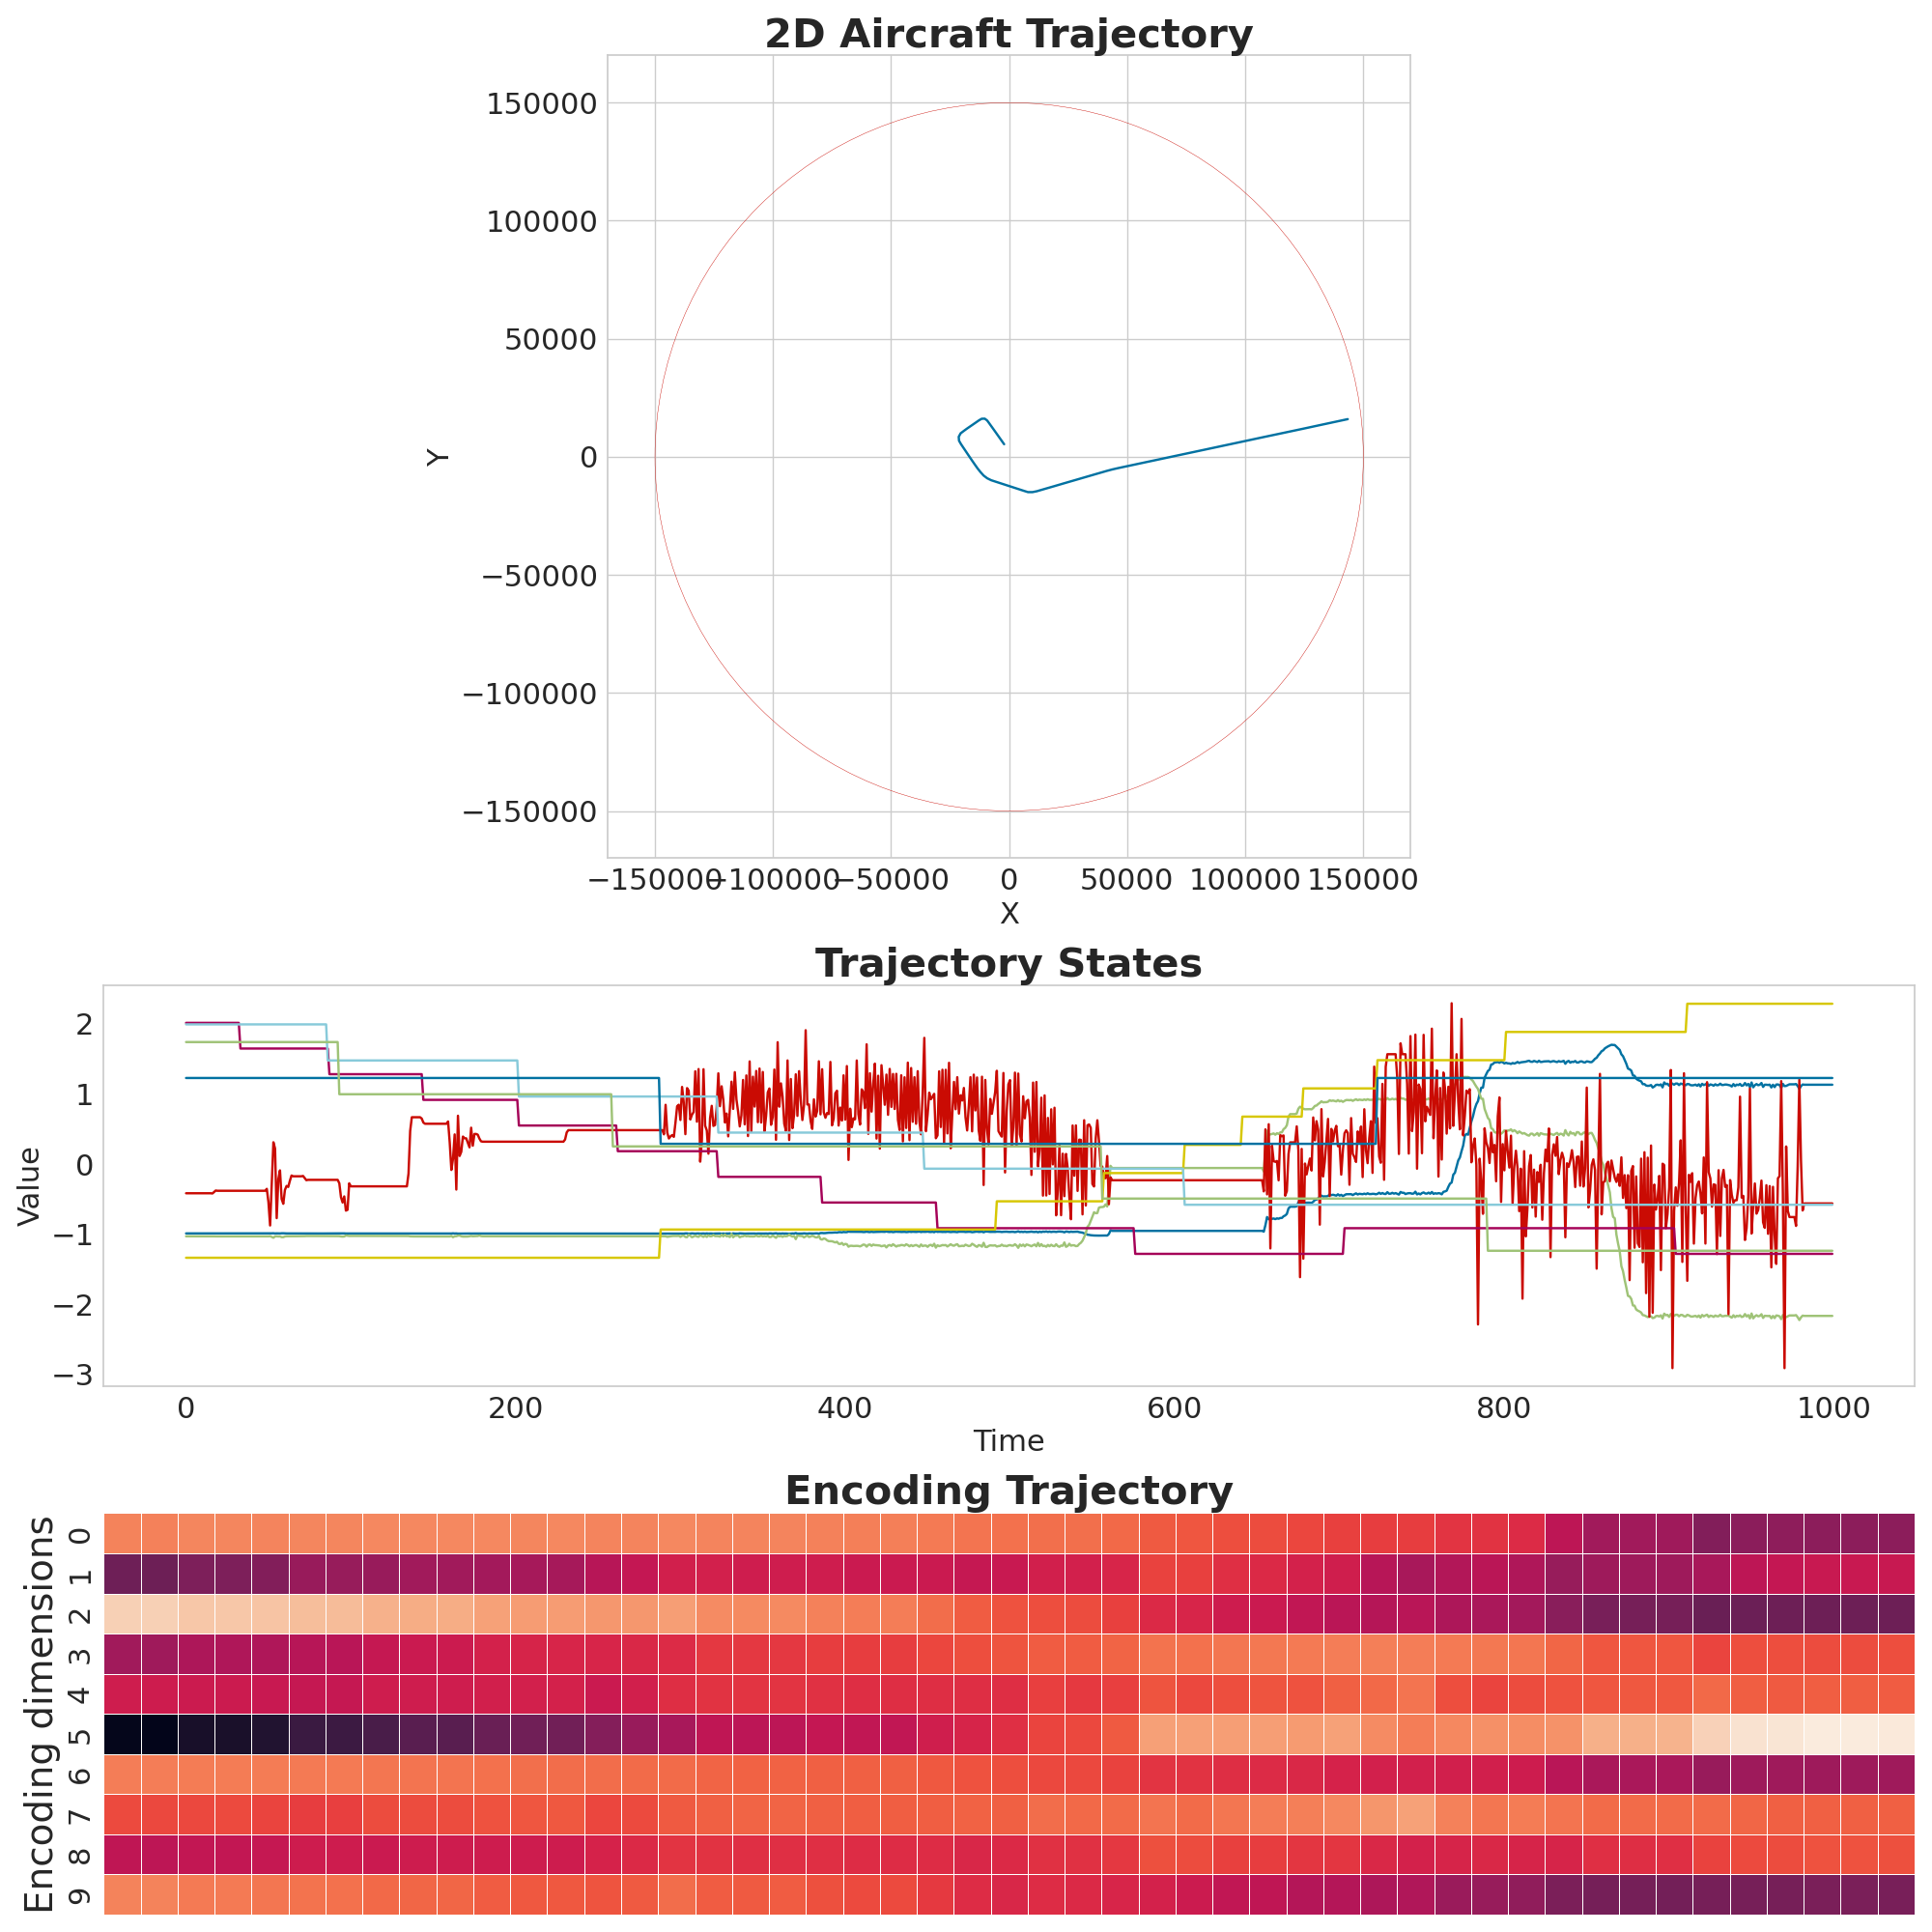 2D Aircraft Trajectory
150000
100000
50000
0
−50000
−100000
−150000
Y
−150000 −100000 −50000 0 50000 100000 150000
X
Trajectory States
2
1
0
−1
−2
−3
Value
0 200 400 600 800 1000
Time
Encoding Trajectory
0
1
2
3
4
5
6
7
8
9
Encoding dimensions